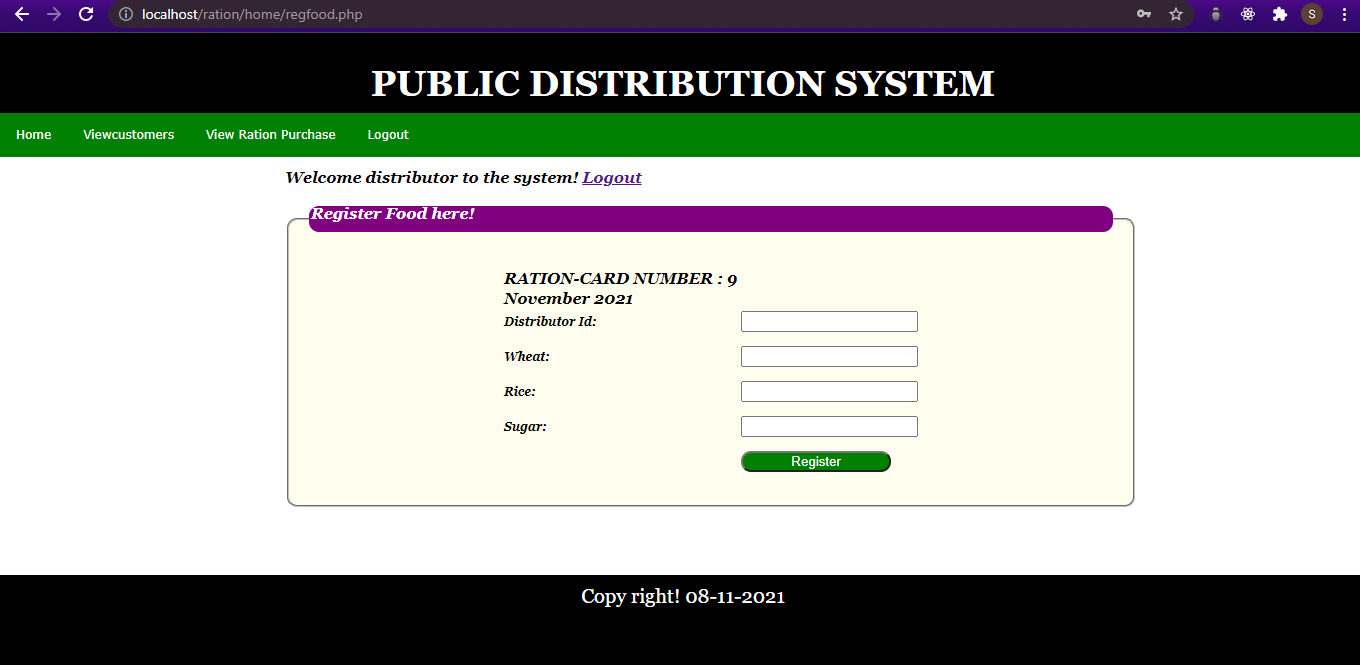 localhost/ration/home/regfood.php
S
PUBLIC DISTRIBUTION SYSTEM
Home Viewcustomers View Ration Purchase Logout
Welcome distributor to the system! Logout
Register Food here!
RATION-CARD NUMBER : 9
November 2021
Distributor Id:
Wheat:
Rice:
Sugar:
Register
Copy right! 08-11-2021